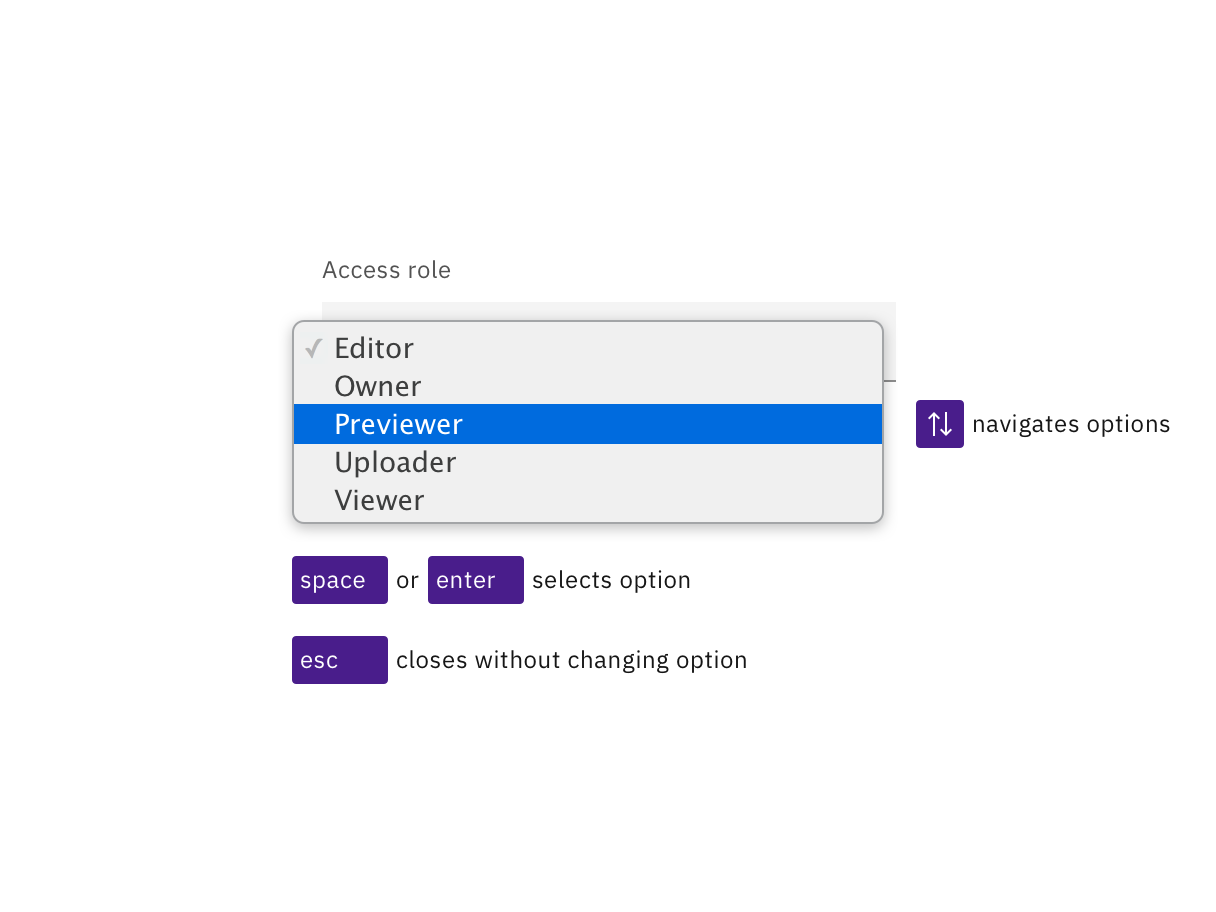 Access role
✓ Editor
Owner
Previewer
Uploader
Viewer
↑↓ navigates options
space or enter selects option
esc closes without changing option